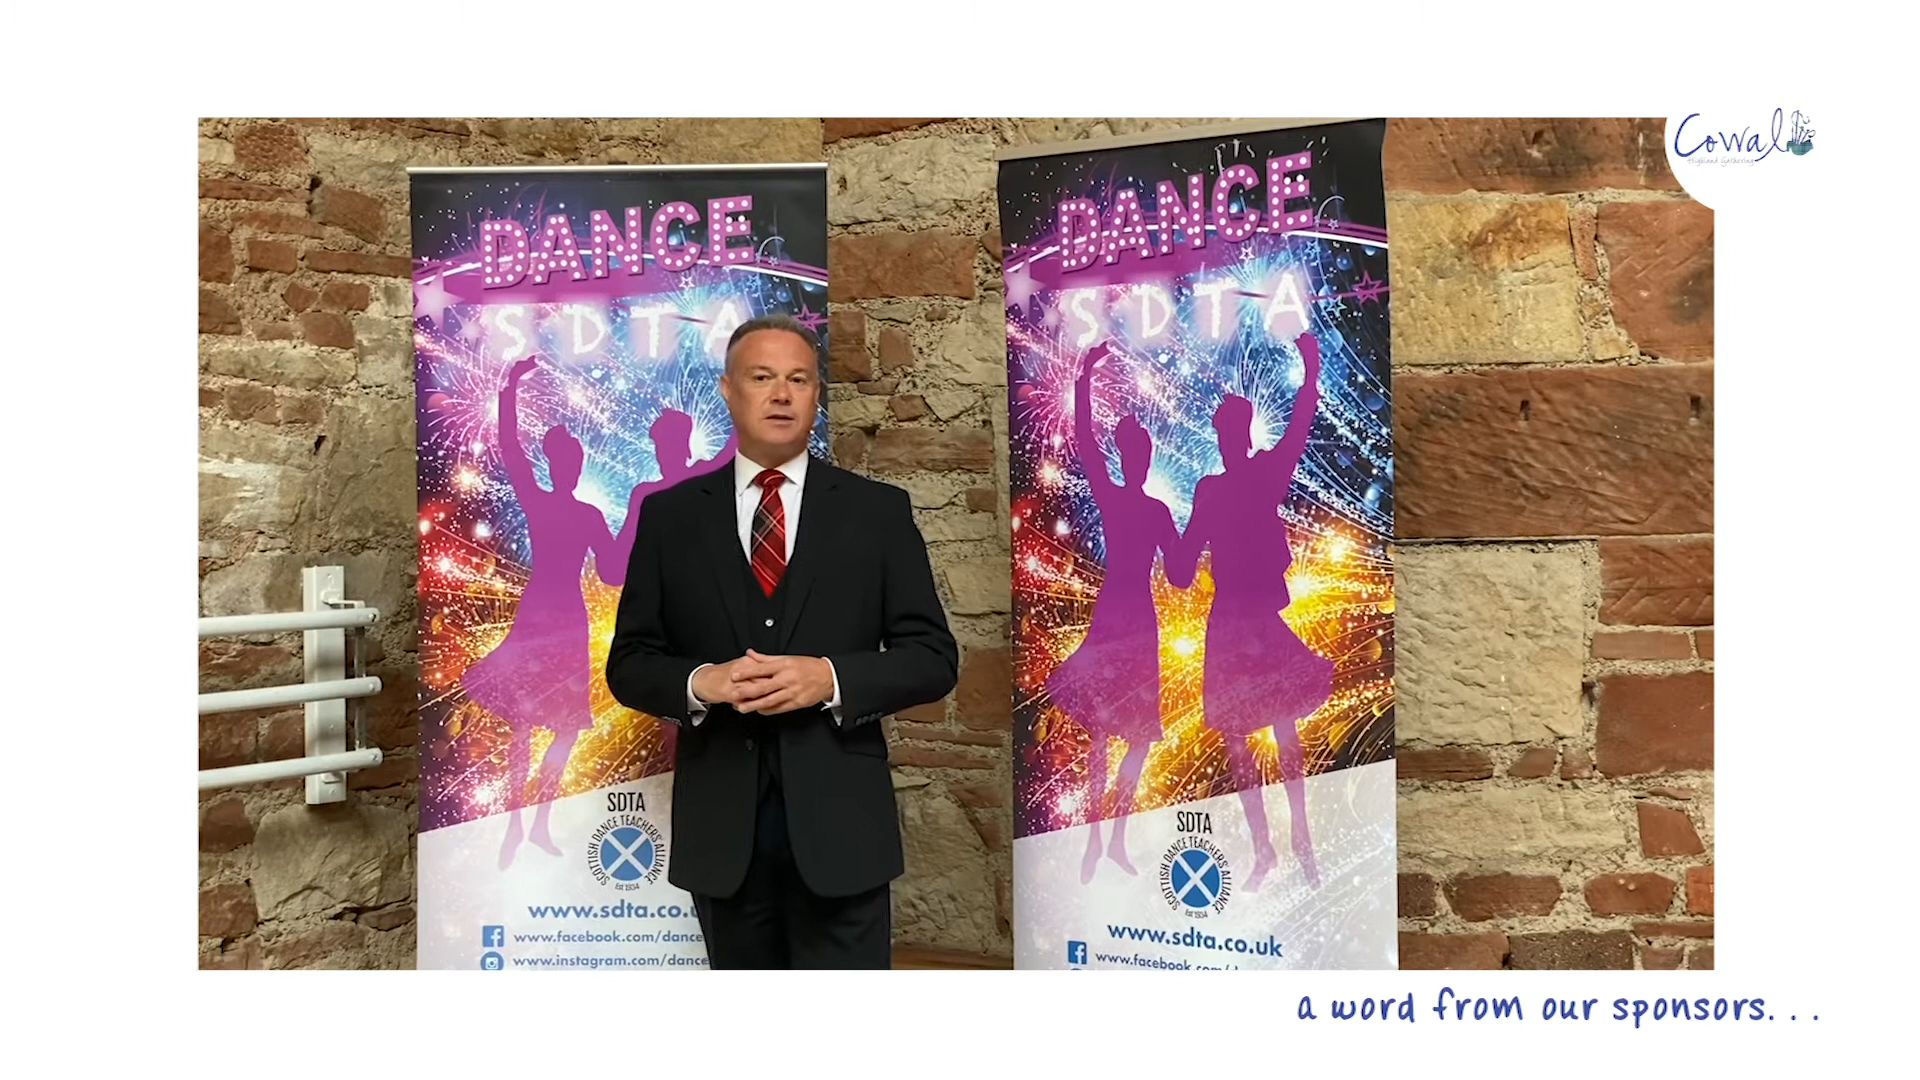 Cowal
Highland Gathering
DANCE
SDTA
SDTA
SCOTTISH DANCE TEACHERS' ALLIANCE
Est 1934
www.sdta.co.u
www.facebook.com/dance
www.instagram.com/dance
DANCE
SDTA
SDTA
SCOTTISH DANCE TEACHERS' ALLIANCE
Est 1934
www.sdta.co.uk
www.facebook.com/d
a word from our sponsors. . .